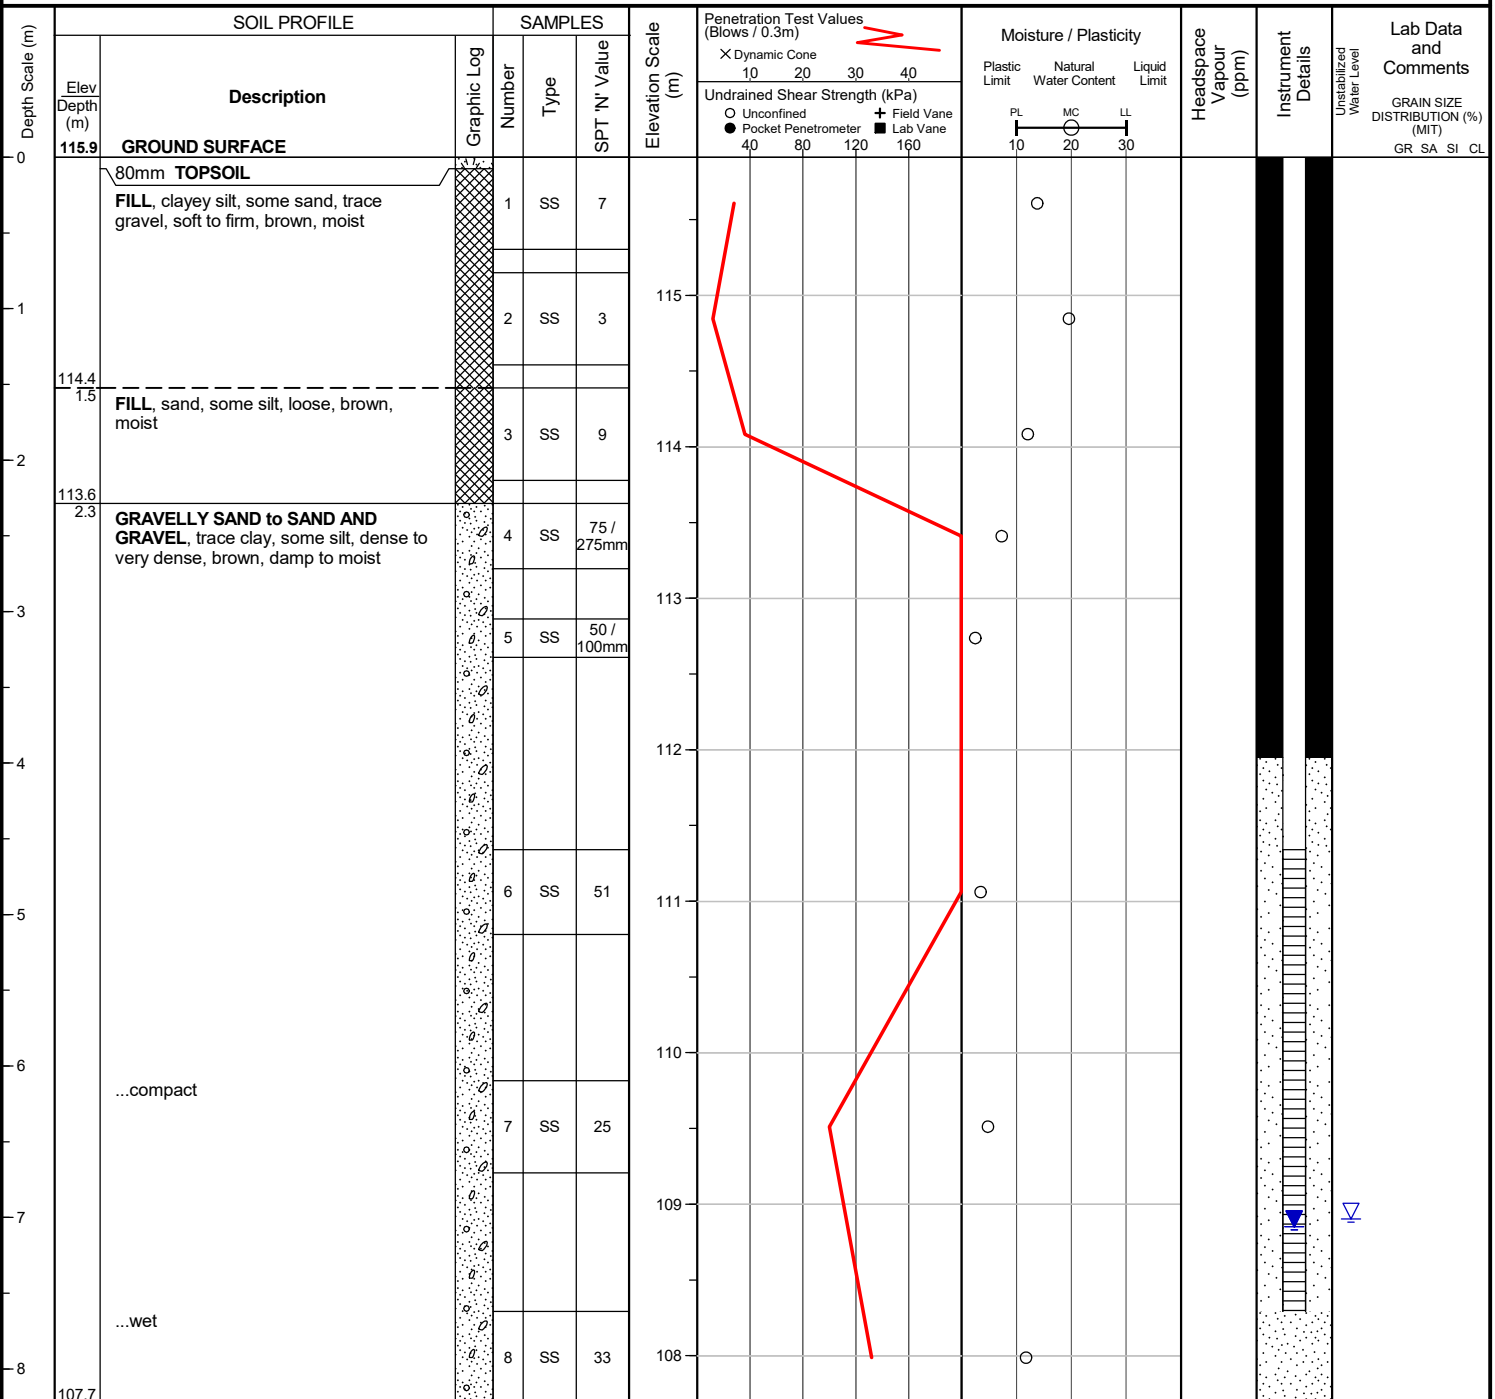 SOIL PROFILE
SAMPLES
Depth Scale (m)
Elev
Depth
(m)
Description
Graphic Log
Number
Type
SPT 'N' Value
Elevation Scale
(m)
Penetration Test Values
(Blows / 0.3m)
× Dynamic Cone
10 20 30 40
Undrained Shear Strength (kPa)
Unconfined
Field Vane
Pocket Penetrometer
Lab Vane
40 80 120 160
Moisture / Plasticity
Plastic
Limit
Natural
Water Content
Liquid
Limit
PL MC LL
10 20 30
Headspace
Vapour
(ppm)
Instrument
Details
Unstabilized
Water Level
Lab Data
and
Comments
GRAIN SIZE
DISTRIBUTION (%)
(MIT)
GR SA SI CL
115.9 GROUND SURFACE
0
80mm TOPSOIL
FILL, clayey silt, some sand, trace
gravel, soft to firm, brown, moist
1 SS 7
115
1
2 SS 3
114.4
1.5
FILL, sand, some silt, loose, brown,
moist
3 SS 9
114
2
113.6
2.3
GRAVELLY SAND to SAND AND
GRAVEL, trace clay, some silt, dense to
very dense, brown, damp to moist
4 SS 75 /
275mm
113
3
5 SS 50 /
100mm
112
4
6 SS 51
111
5
110
6
...compact
7 SS 25
109
7
...wet
8 SS 33
108
8
107.7